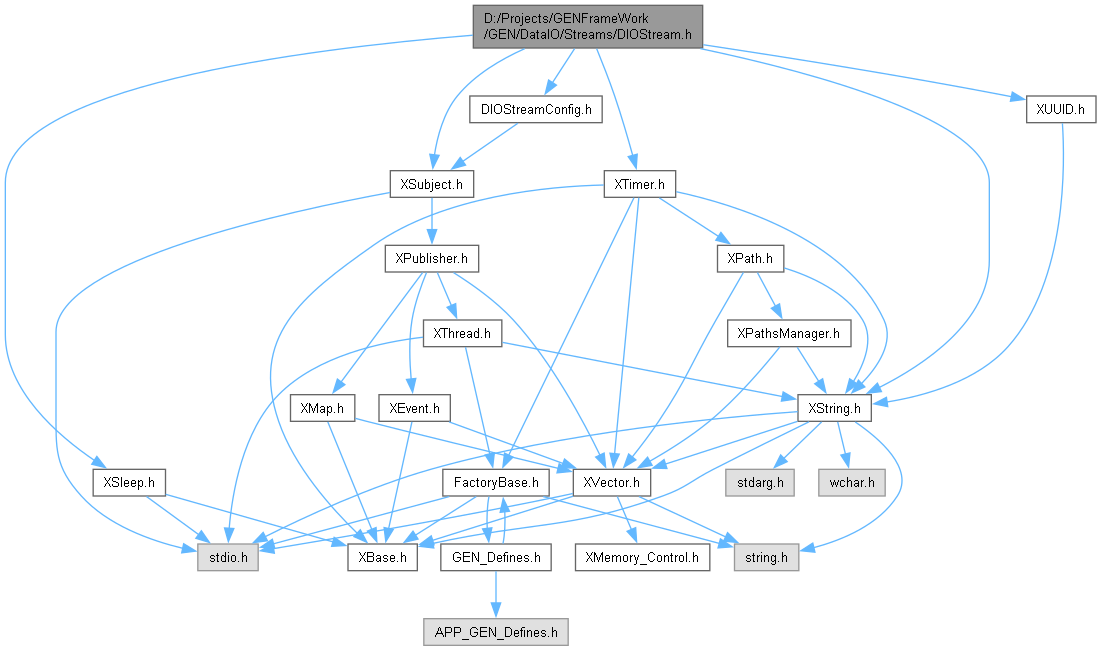 D:/Projects/GENFrameWork
/GEN/DataIO/Streams/DIOStream.h
DIOStreamConfig.h
XUUID.h
XSubject.h
XTimer.h
XPublisher.h
XPath.h
XThread.h
XPathsManager.h
XMap.h
XEvent.h
XString.h
XSleep.h
FactoryBase.h
XVector.h
stdarg.h
wchar.h
stdio.h
XBase.h
GEN_Defines.h
XMemory_Control.h
string.h
APP_GEN_Defines.h